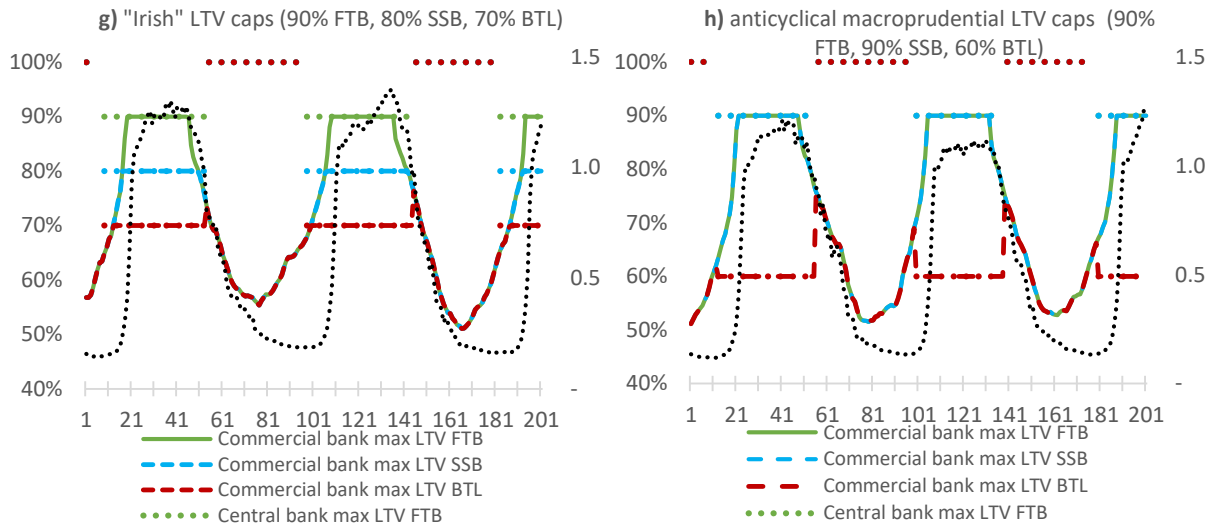 g) "Irish" LTV caps (90% FTB, 80% SSB, 70% BTL)
100%
90%
80%
70%
60%
50%
40%
1.5
1.0
0.5
-
1 21 41 61 81 101 121 141 161 181 201
Commercial bank max LTV FTB
Commercial bank max LTV SSB
Commercial bank max LTV BTL
Central bank max LTV FTB
h) anticyclical macroprudential LTV caps (90%
FTB, 90% SSB, 60% BTL)
100%
90%
80%
70%
60%
50%
40%
1.5
1.0
0.5
-
1 21 41 61 81 101 121 141 161 181 201
Commercial bank max LTV FTB
Commercial bank max LTV SSB
Commercial bank max LTV BTL
Central bank max LTV FTB